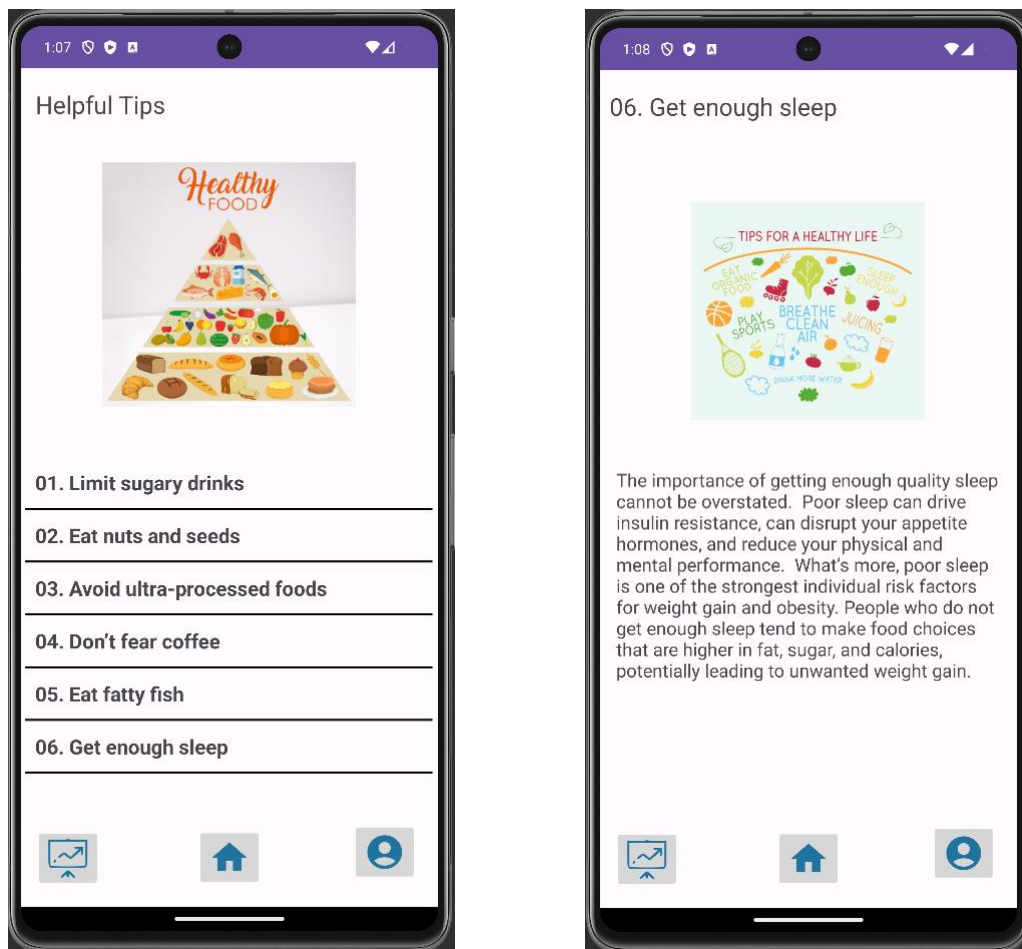 1:07
Helpful Tips
Healthy
FOOD
01. Limit sugary drinks
02. Eat nuts and seeds
03. Avoid ultra-processed foods
04. Don’t fear coffee
05. Eat fatty fish
06. Get enough sleep
1:08
06. Get enough sleep
TIPS FOR A HEALTHY LIFE
EAT
ORGANIC
FOOD
SLEEP
ENOUGH
PLAY
SPORTS
BREATHE
CLEAN
AIR
JUICING
DRINK MORE WATER
The importance of getting enough quality sleep
cannot be overstated.  Poor sleep can drive
insulin resistance, can disrupt your appetite
hormones, and reduce your physical and
mental performance.  What’s more, poor sleep
is one of the strongest individual risk factors
for weight gain and obesity. People who do not
get enough sleep tend to make food choices
that are higher in fat, sugar, and calories,
potentially leading to unwanted weight gain.